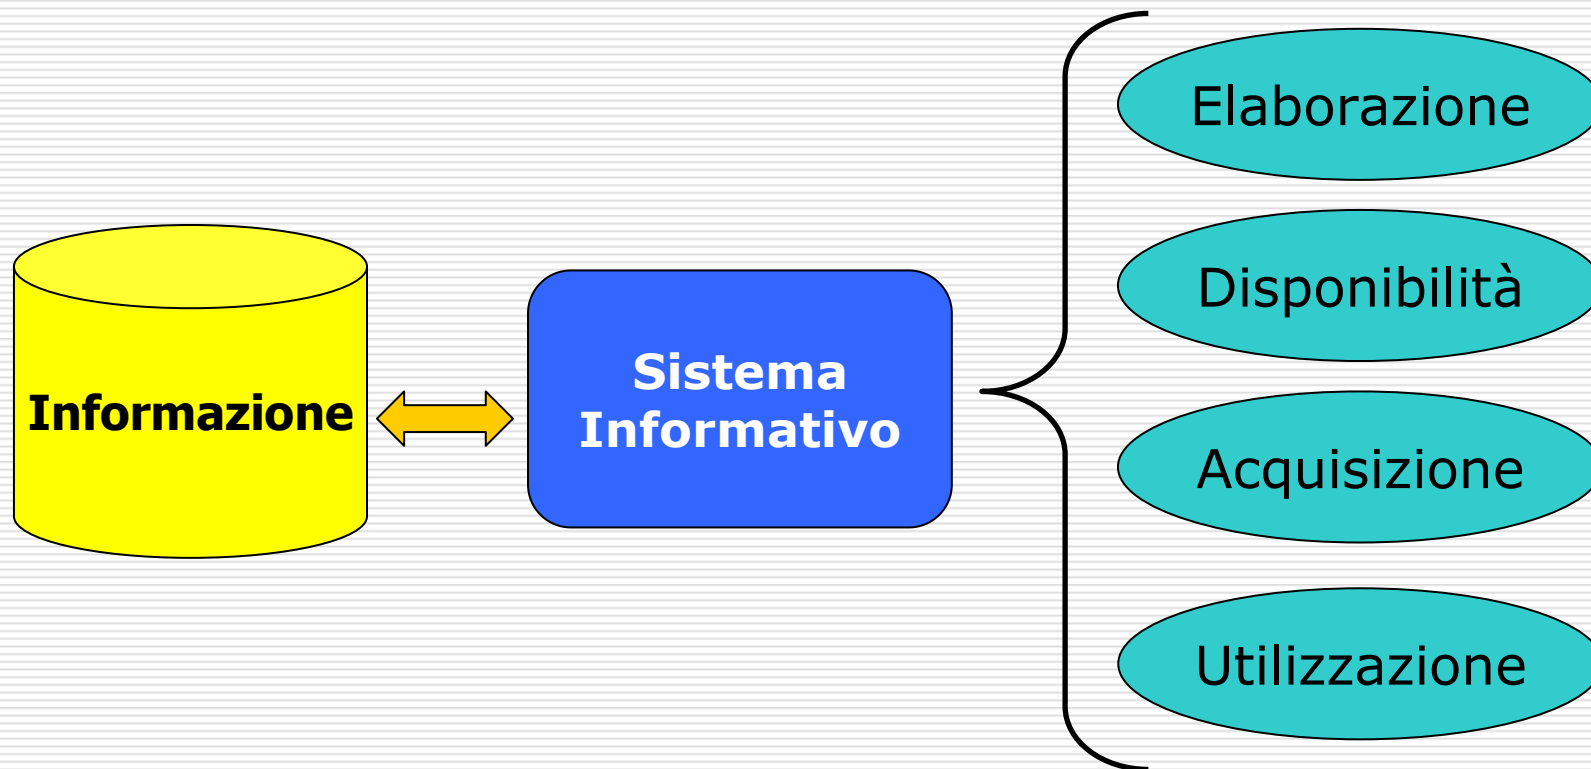 Informazione
Sistema
Informativo
Elaborazione
Disponibilità
Acquisizione
Utilizzazione